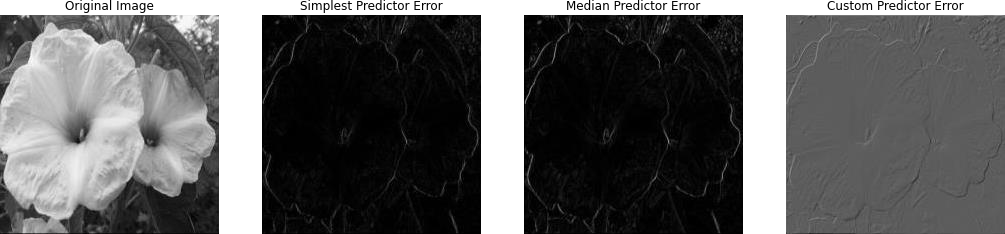 Original Image
Simplest Predictor Error
Median Predictor Error
Custom Predictor Error